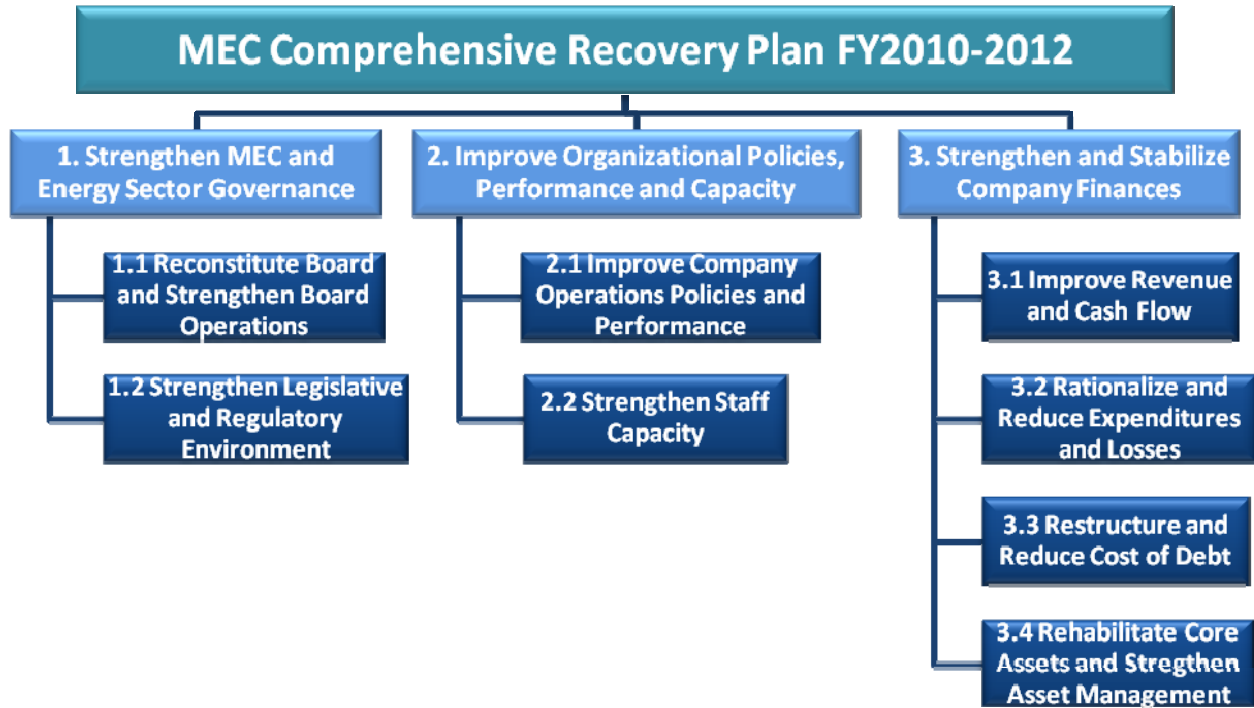 MEC Comprehensive Recovery Plan FY2010-2012
1. Strengthen MEC and
Energy Sector Governance
1.1 Reconstitute Board
and Strengthen Board
Operations
1.2 Strengthen Legislative
and Regulatory
Environment
2. Improve Organizational Policies,
Performance and Capacity
2.1 Improve Company
Operations Policies and
Performance
2.2 Strengthen Staff
Capacity
3. Strengthen and Stabilize
Company Finances
3.1 Improve Revenue
and Cash Flow
3.2 Rationalize and
Reduce Expenditures
and Losses
3.3 Restructure and
Reduce Cost of Debt
3.4 Rehabilitate Core
Assets and Stregthen
Asset Management